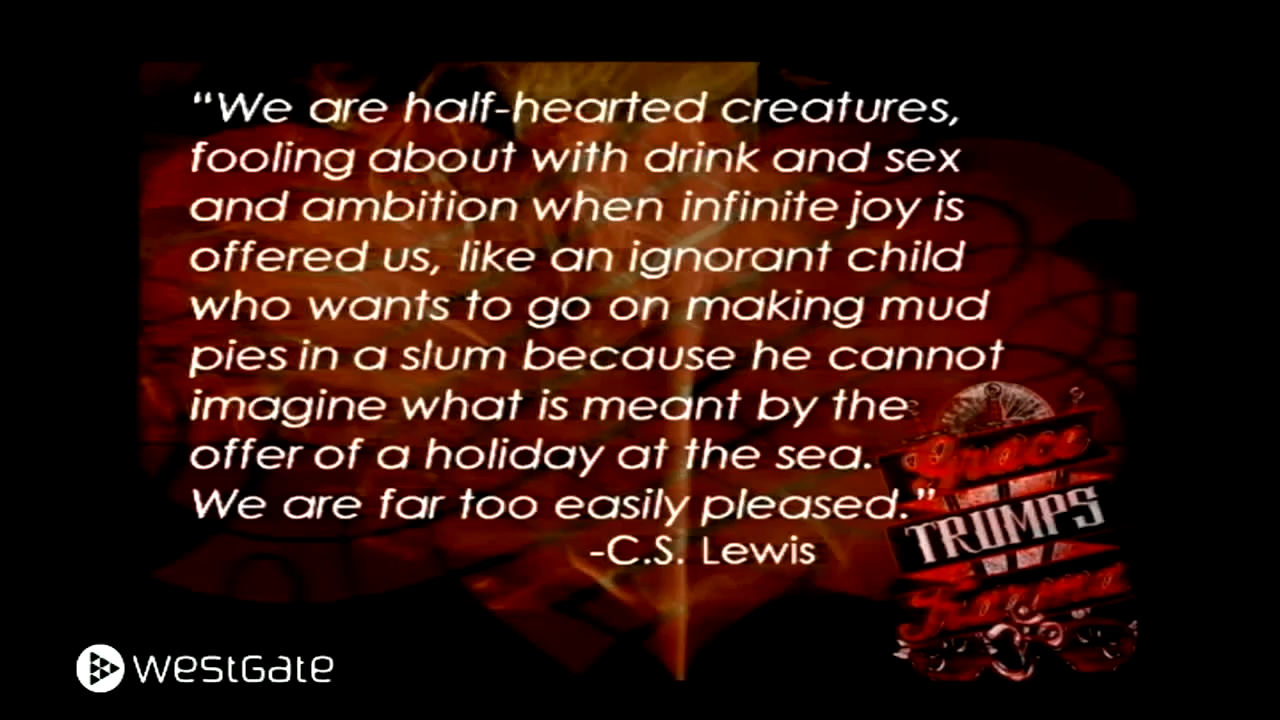 “We are half-hearted creatures,
fooling about with drink and sex
and ambition when infinite joy is
offered us, like an ignorant child
who wants to go on making mud
pies in a slum because he cannot
imagine what is meant by the
offer of a holiday at the sea.
We are far too easily pleased.”
-C.S. Lewis
Grace
TRUMPS
WESTGATE